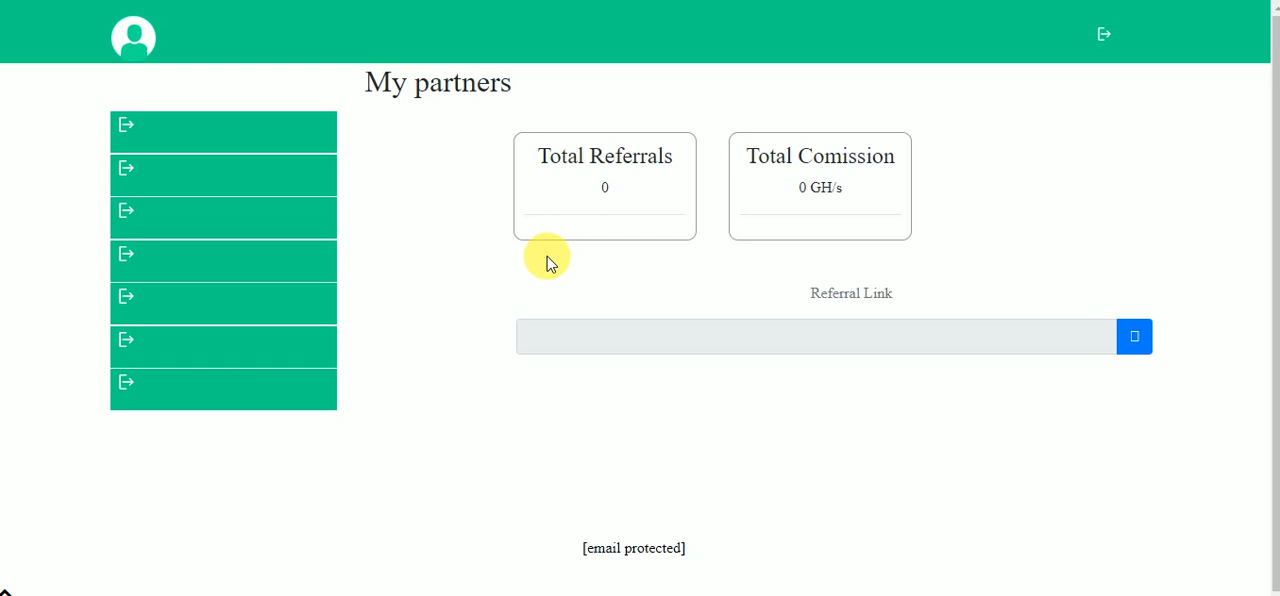 My partners
Total Referrals
0
Total Comission
0 GH/s
Referral Link
[email protected]